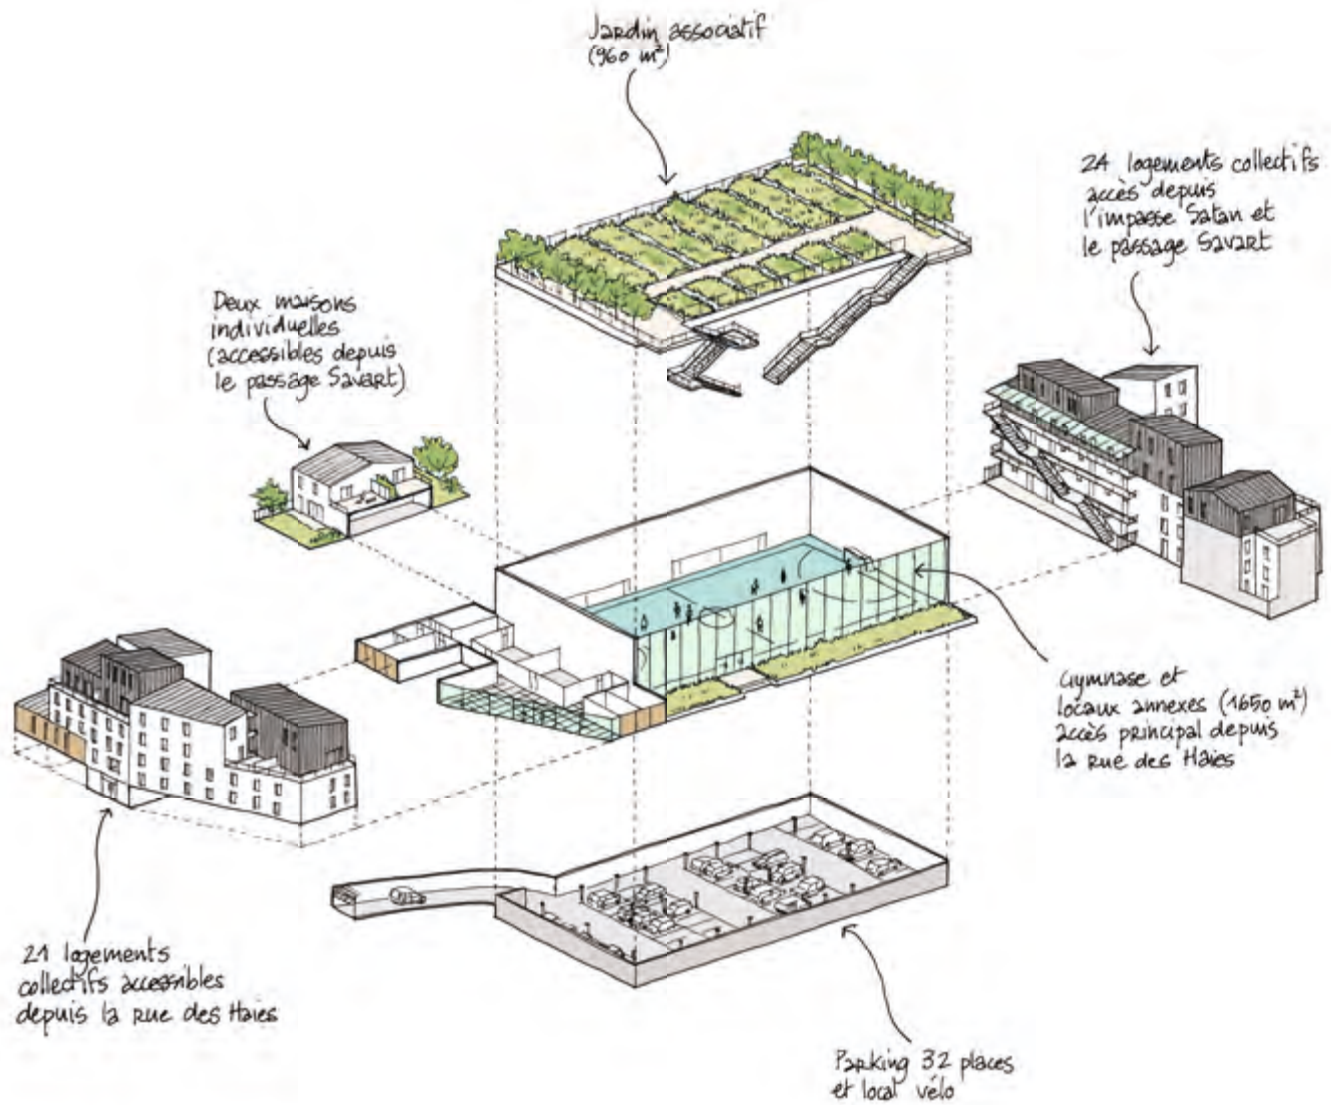 Jardin associatif
(960 m²)
24 logements collectifs
accès depuis
l'impasse Satan et
le passage Savart
Deux maisons
individuelles
(accessibles depuis
le passage Savart)
Gymnase et
locaux annexes (1650 m²)
accès principal depuis
la rue des Haies
21 logements
collectifs accessibles
depuis la rue des Haies
Parking 32 places
et local vélo